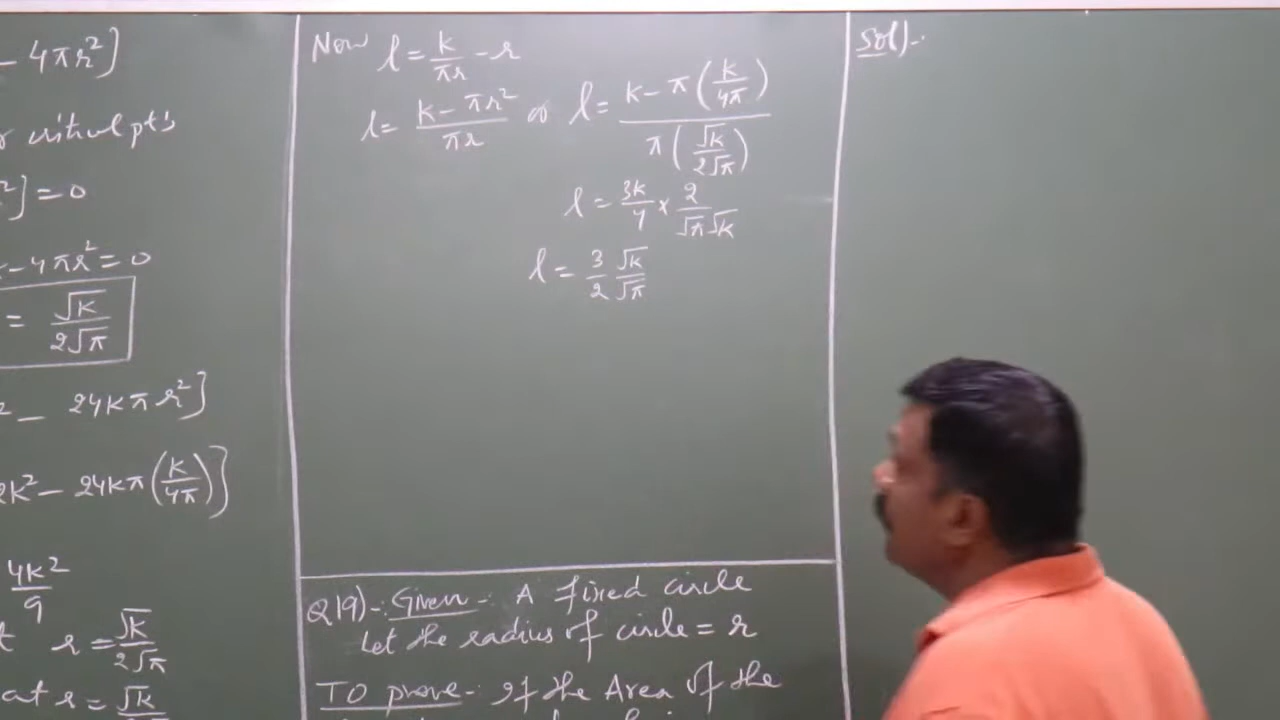 – 4πr²]
critical pt's
²] = 0
– 4πr² = 0
= √K / 2√π
² – 24Kπr²]
2K² – 24Kπ(K/4π)]
4K²/9
r = √K / 2√π
at r = √K
Now l = K/πr – r
l = (K – πr²)/πr or l = (K – π(K/4π)) / π(√K/2√π)
l = 3K/4 × 2/√π√K
l = 3/2 √K/√π
Q19)-: Given-: A fixed circle
Let the radius of circle = r
TO prove-: If the Area of the
Sol)-: